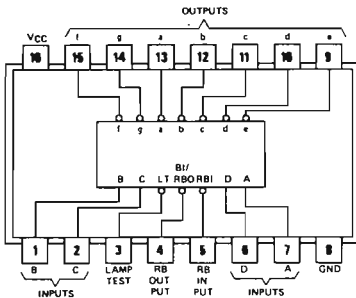 OUTPUTS
VCC f g a b c d e
16 15 14 13 12 11 10 9
f g a b c d e
BI/
B C LT RBO RBI D A
1 2 3 4 5 6 7 8
B C LAMP RB RB D A GND
TEST OUT IN
PUT PUT
INPUTS INPUTS